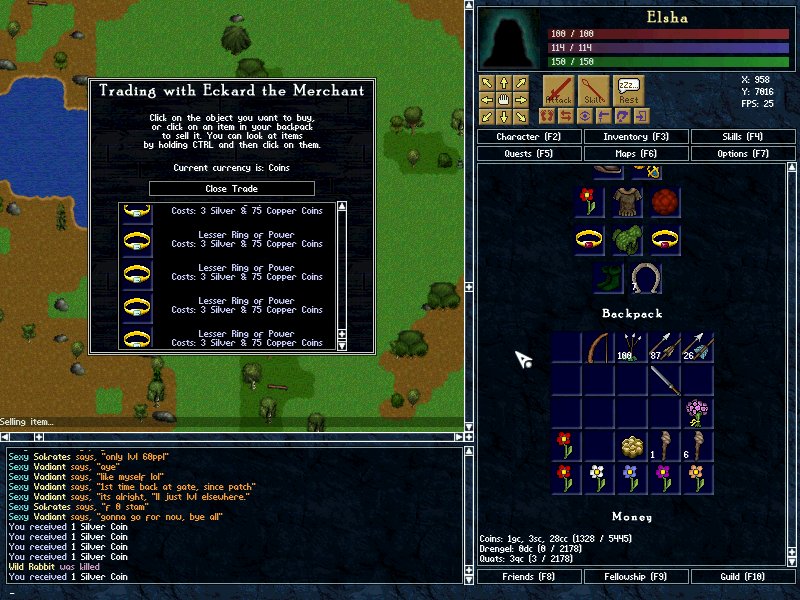 Elsha
100 / 100
114 / 114
150 / 150
Attack
Skills
zZz...
Rest
X: 958
Y: 7016
FPS: 25
Character (F2)
Inventory (F3)
Skills (F4)
Quests (F5)
Maps (F6)
Options (F7)
Trading with Eckard the Merchant
Click on the object you want to buy,
or click on an item in your backpack
to sell it. You can look at items
by holding CTRL and then click on them.
Current currency is: Coins
Close Trade
Costs: 3 Silver & 75 Copper Coins
Lesser Ring of Power
Costs: 3 Silver & 75 Copper Coins
Lesser Ring of Power
Costs: 3 Silver & 75 Copper Coins
Lesser Ring of Power
Costs: 3 Silver & 75 Copper Coins
Lesser Ring of Power
Costs: 3 Silver & 75 Copper Coins
Selling item...
7
Backpack
100
87
26
1
6
Money
Coins: 1gc, 3sc, 28cc (1328 / 5445)
Drengel: 0dc (0 / 2178)
Quats: 3qc (3 / 2178)
Friends (F8)
Fellowship (F9)
Guild (F10)
Sexy Sokrates says, "only lvl 60ppl"
Sexy Vadiant says, "aye"
Sexy Vadiant says, "like myself lol"
Sexy Vadiant says, "1st time back at gate, since patch"
Sexy Vadiant says, "its alright, "ll just lvl elsewhere."
Sexy Sokrates says, "r 0 stam"
Sexy Vadiant says, "gonna go for now, bye all"
You received 1 Silver Coin
You received 1 Silver Coin
You received 1 Silver Coin
You received 1 Silver Coin
Wild Rabbit was killed
You received 1 Silver Coin